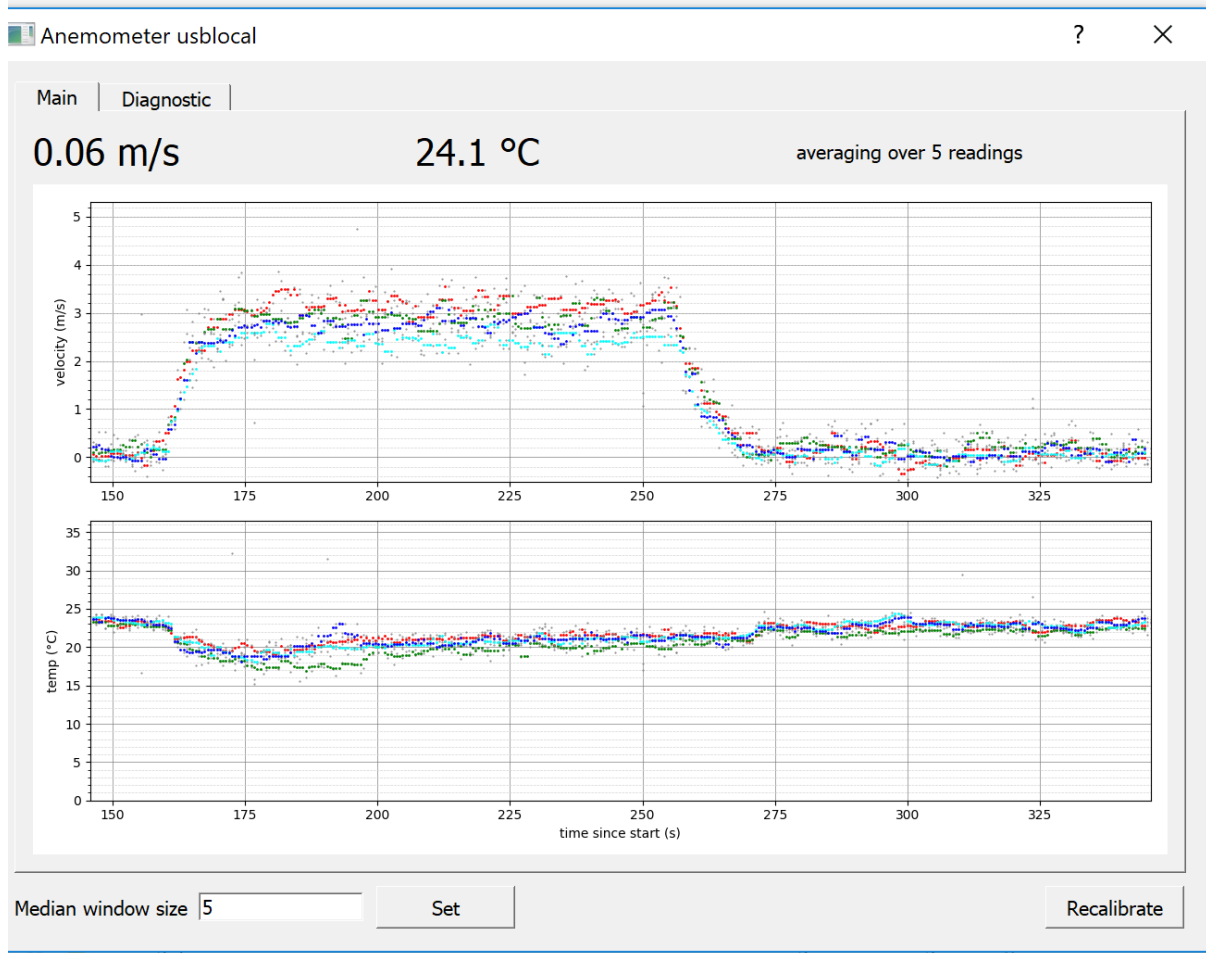 Anemometer usblocal ? ×
Main Diagnostic
0.06 m/s 24.1 °C averaging over 5 readings
5
4
3
2
1
0
velocity (m/s)
150 175 200 225 250 275 300 325
35
30
25
20
15
10
5
0
temp (°C)
150 175 200 225 250 275 300 325
time since start (s)
Median window size 5 Set Recalibrate